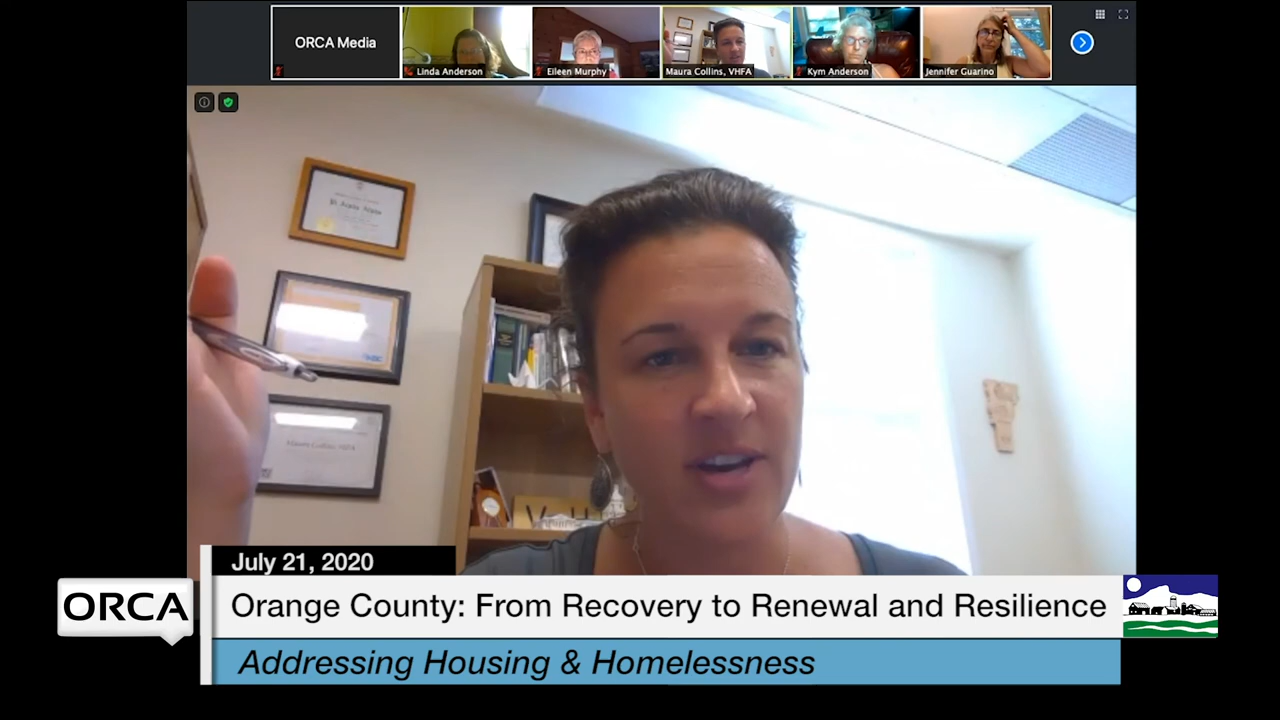 ORCA Media
Linda Anderson
Eileen Murphy
Maura Collins, VHFA
Kym Anderson
Jennifer Guarino
July 21, 2020
ORCA
Orange County: From Recovery to Renewal and Resilience
Addressing Housing & Homelessness